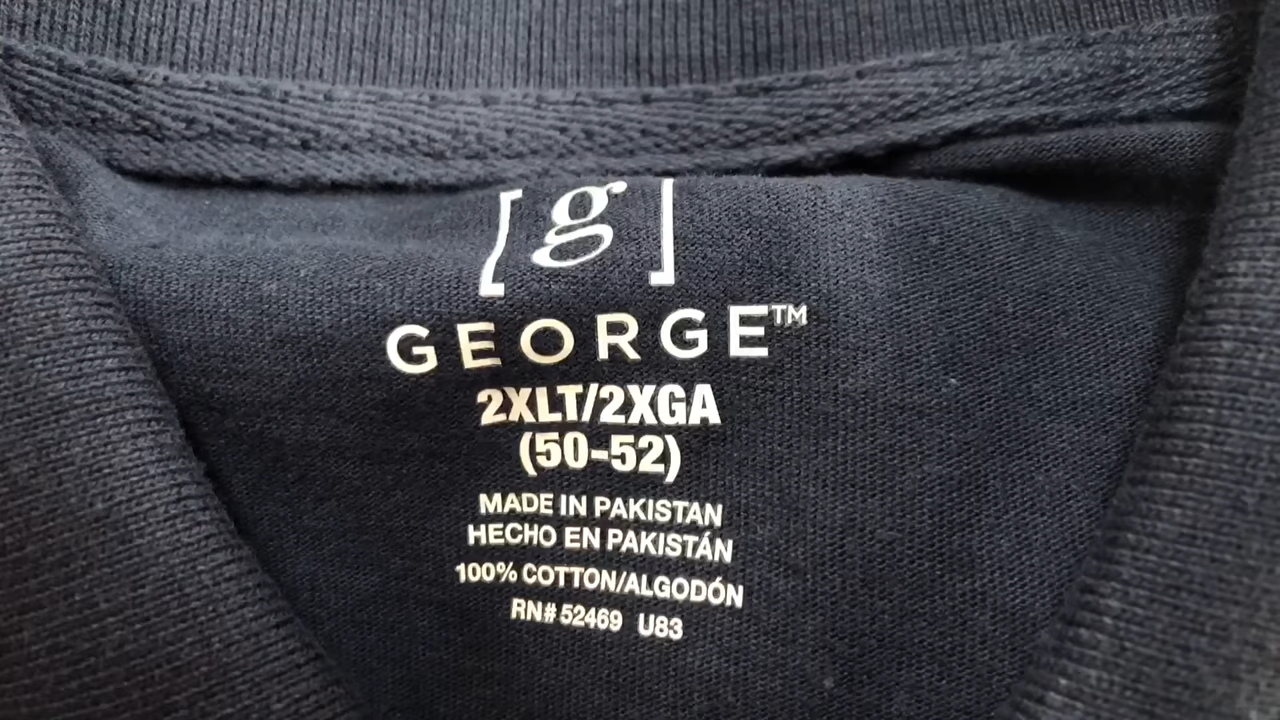 [g]
GEORGE™
2XLT/2XGA
(50-52)
MADE IN PAKISTAN
HECHO EN PAKISTÁN
100% COTTON/ALGODÓN
RN# 52469 U83